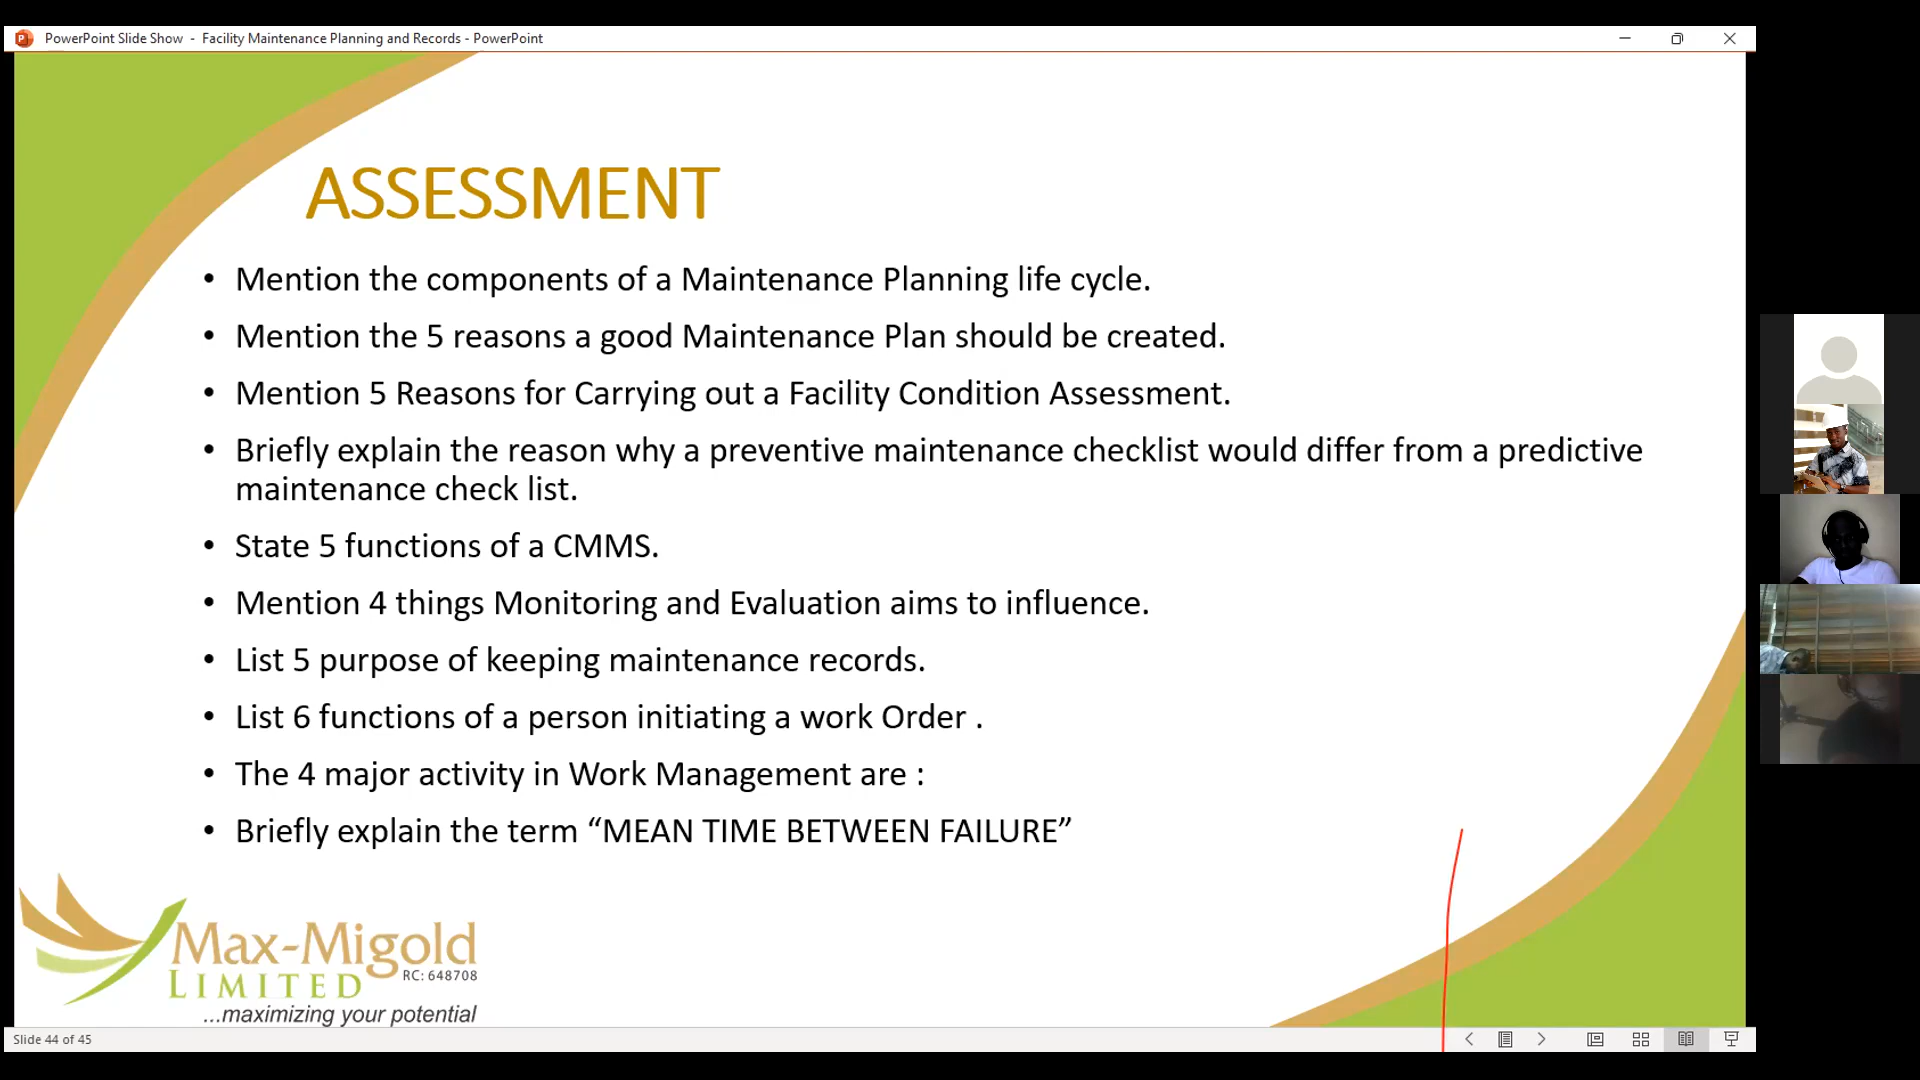 PowerPoint Slide Show - Facility Maintenance Planning and Records - PowerPoint
ASSESSMENT
• Mention the components of a Maintenance Planning life cycle.
• Mention the 5 reasons a good Maintenance Plan should be created.
• Mention 5 Reasons for Carrying out a Facility Condition Assessment.
• Briefly explain the reason why a preventive maintenance checklist would differ from a predictive
maintenance check list.
• State 5 functions of a CMMS.
• Mention 4 things Monitoring and Evaluation aims to influence.
• List 5 purpose of keeping maintenance records.
• List 6 functions of a person initiating a work Order .
• The 4 major activity in Work Management are :
• Briefly explain the term “MEAN TIME BETWEEN FAILURE”
Max-Migold
LIMITED RC: 648708
...maximizing your potential
Slide 44 of 45